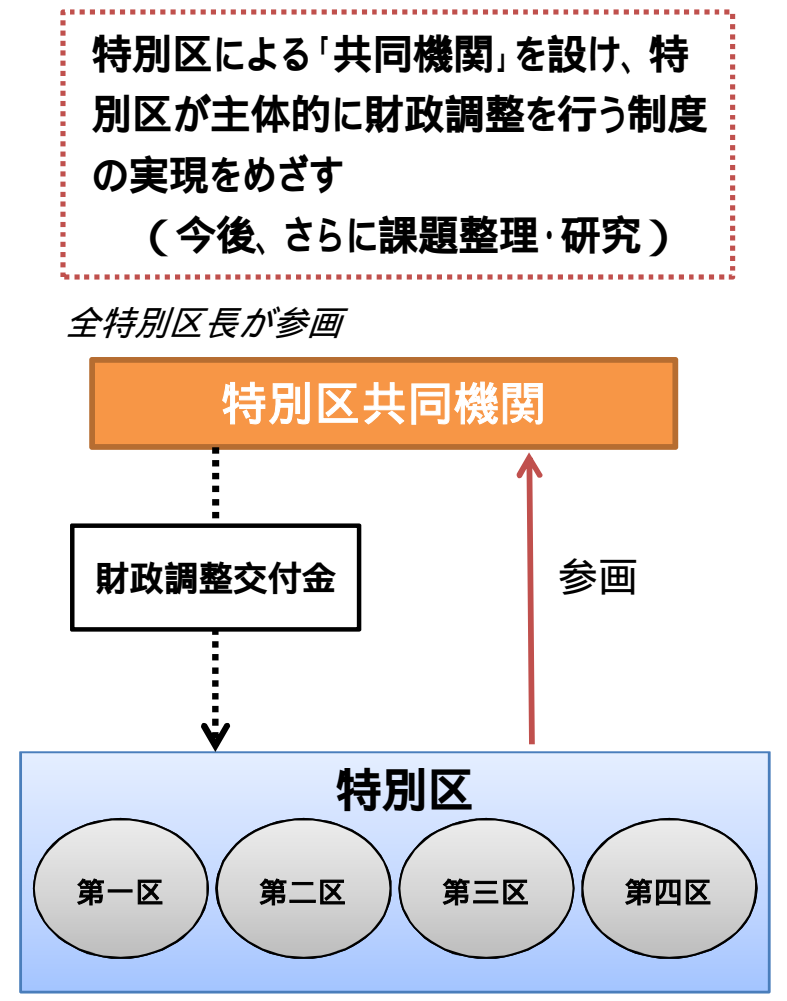 特別区による「共同機関」を設け、特
別区が主体的に財政調整を行う制度
の実現をめざす
（今後、さらに課題整理・研究）
全特別区長が参画
特別区共同機関
財政調整交付金
参画
特別区
第一区
第二区
第三区
第四区